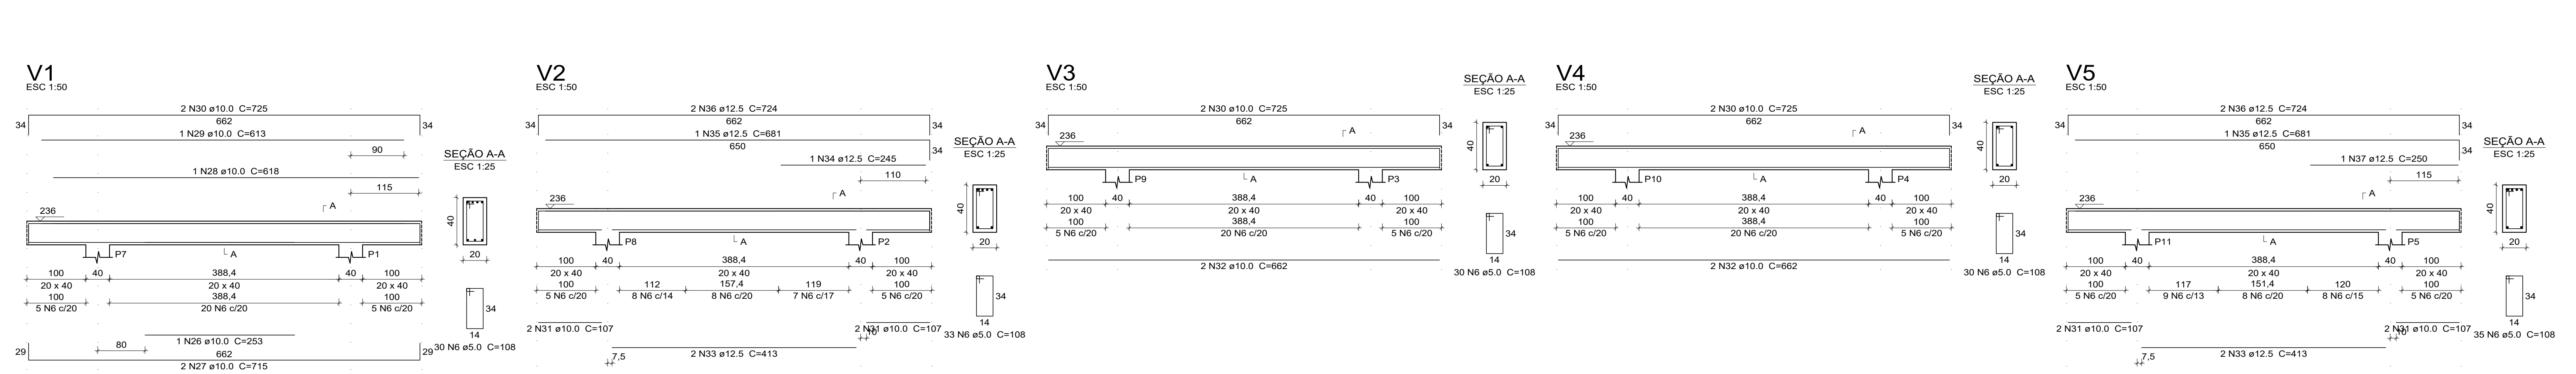 V1
ESC 1:50
2 N30 ø10.0 C=725
34
662
34
1 N29 ø10.0 C=613
90
1 N28 ø10.0 C=618
115
A
236
P7
A
P1
100
40
388,4
40
100
20 x 40
20 x 40
20 x 40
100
388,4
100
5 N6 c/20
20 N6 c/20
5 N6 c/20
1 N26 ø10.0 C=253
80
29
662
29
2 N27 ø10.0 C=715
SEÇÃO A-A
ESC 1:25
40
20
34
14
30 N6 ø5.0 C=108
V2
ESC 1:50
2 N36 ø12.5 C=724
34
662
34
1 N35 ø12.5 C=681
650
34
1 N34 ø12.5 C=245
110
A
236
P8
A
P2
100
40
388,4
40
100
20 x 40
20 x 40
20 x 40
100
112
157,4
119
100
5 N6 c/20
8 N6 c/14
8 N6 c/20
7 N6 c/17
5 N6 c/20
2 N31 ø10.0 C=107
2 N31 ø10.0 C=107
10
7,5
2 N33 ø12.5 C=413
SEÇÃO A-A
ESC 1:25
40
20
34
14
33 N6 ø5.0 C=108
V3
ESC 1:50
2 N30 ø10.0 C=725
34
662
34
A
236
P9
A
P3
100
40
388,4
40
100
20 x 40
20 x 40
20 x 40
100
388,4
100
5 N6 c/20
20 N6 c/20
5 N6 c/20
2 N32 ø10.0 C=662
SEÇÃO A-A
ESC 1:25
40
20
34
14
30 N6 ø5.0 C=108
V4
ESC 1:50
2 N30 ø10.0 C=725
34
662
34
A
236
P10
A
P4
100
40
388,4
40
100
20 x 40
20 x 40
20 x 40
100
388,4
100
5 N6 c/20
20 N6 c/20
5 N6 c/20
2 N32 ø10.0 C=662
SEÇÃO A-A
ESC 1:25
40
20
34
14
30 N6 ø5.0 C=108
V5
ESC 1:50
2 N36 ø12.5 C=724
34
662
34
1 N35 ø12.5 C=681
650
34
1 N37 ø12.5 C=250
115
A
236
P11
A
P5
100
40
388,4
40
100
20 x 40
20 x 40
20 x 40
100
117
151,4
120
100
5 N6 c/20
9 N6 c/13
8 N6 c/20
8 N6 c/15
5 N6 c/20
2 N31 ø10.0 C=107
2 N31 ø10.0 C=107
10
7,5
2 N33 ø12.5 C=413
SEÇÃO A-A
ESC 1:25
40
20
34
14
35 N6 ø5.0 C=108